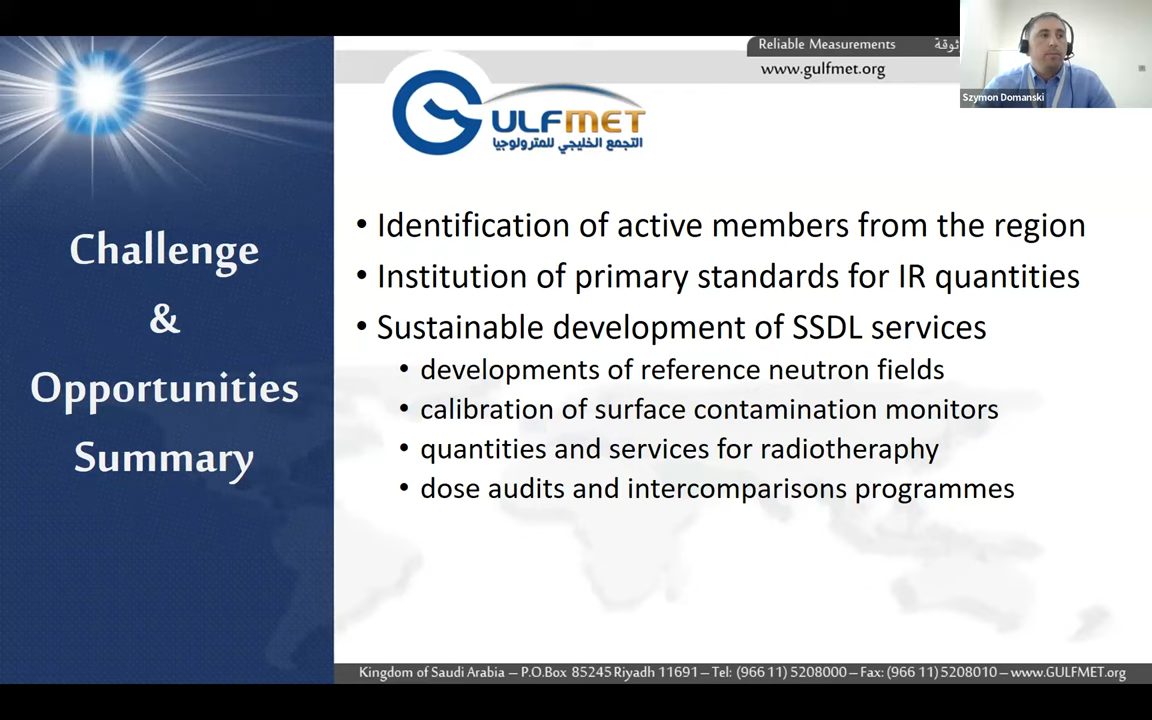 Reliable Measurements
www.gulfmet.org
Szymon Domanski
GULFMET
التجمع الخليجي للمترولوجيا
Challenge
&
Opportunities
Summary
• Identification of active members from the region
• Institution of primary standards for IR quantities
• Sustainable development of SSDL services
• developments of reference neutron fields
• calibration of surface contamination monitors
• quantities and services for radiotheraphy
• dose audits and intercomparisons programmes
Kingdom of Saudi Arabia – P.O.Box 85245 Riyadh 11691 – Tel: (966 11) 5208000 – Fax: (966 11) 5208010 – www.GULFMET.org